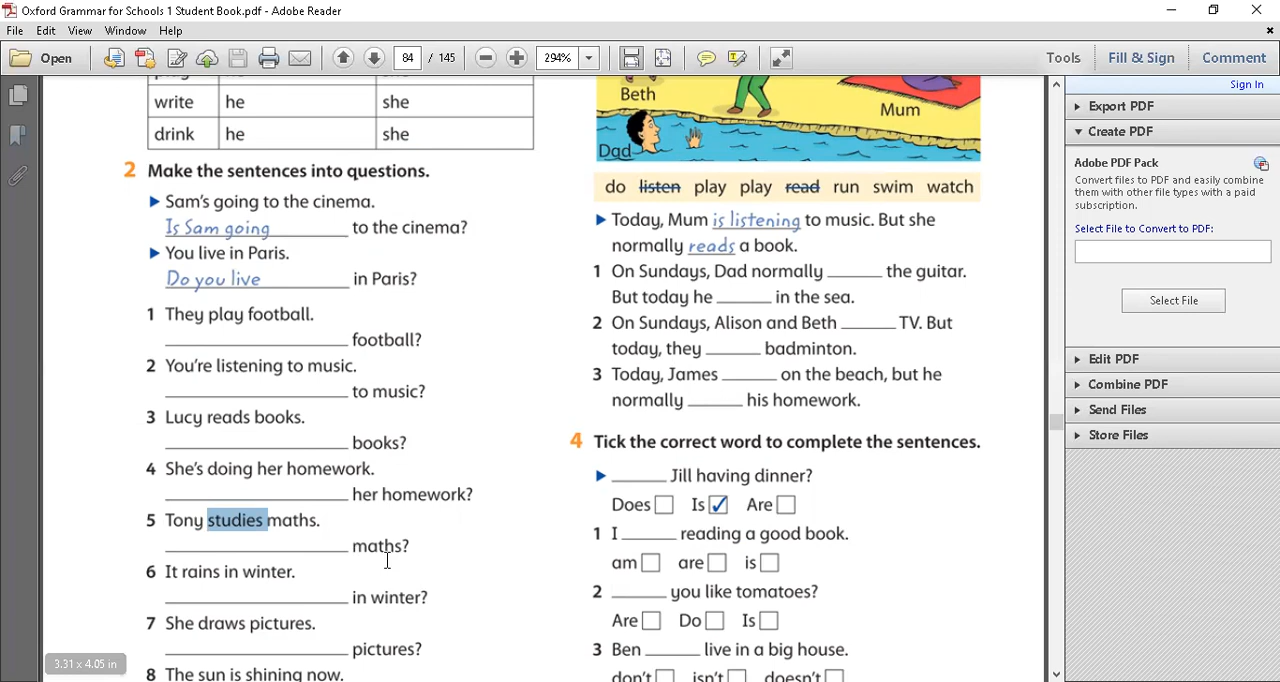 Oxford Grammar for Schools 1 Student Book.pdf - Adobe Reader
File Edit View Window Help
Open 84 / 145 294% Tools Fill & Sign Comment
write he she
drink he she
2 Make the sentences into questions.
Sam's going to the cinema.
Is Sam going to the cinema?
You live in Paris.
Do you live in Paris?
1 They play football.
football?
2 You're listening to music.
to music?
3 Lucy reads books.
books?
4 She's doing her homework.
her homework?
5 Tony studies maths.
maths?
6 It rains in winter.
in winter?
7 She draws pictures.
pictures?
8 The sun is shining now.
3.31 x 4.05 in
Beth
Mum
Dad
do listen play play read run swim watch
Today, Mum is listening to music. But she
normally reads a book.
1 On Sundays, Dad normally ______ the guitar.
But today he ______ in the sea.
2 On Sundays, Alison and Beth ______ TV. But
today, they ______ badminton.
3 Today, James ______ on the beach, but he
normally ______ his homework.
4 Tick the correct word to complete the sentences.
______ Jill having dinner?
Does Is Are
1 I ______ reading a good book.
am are is
2 ______ you like tomatoes?
Are Do Is
3 Ben ______ live in a big house.
don't isn't doesn't
Sign In
Export PDF
Create PDF
Adobe PDF Pack
Convert files to PDF and easily combine
them with other file types with a paid
subscription.
Select File to Convert to PDF:
Select File
Edit PDF
Combine PDF
Send Files
Store Files